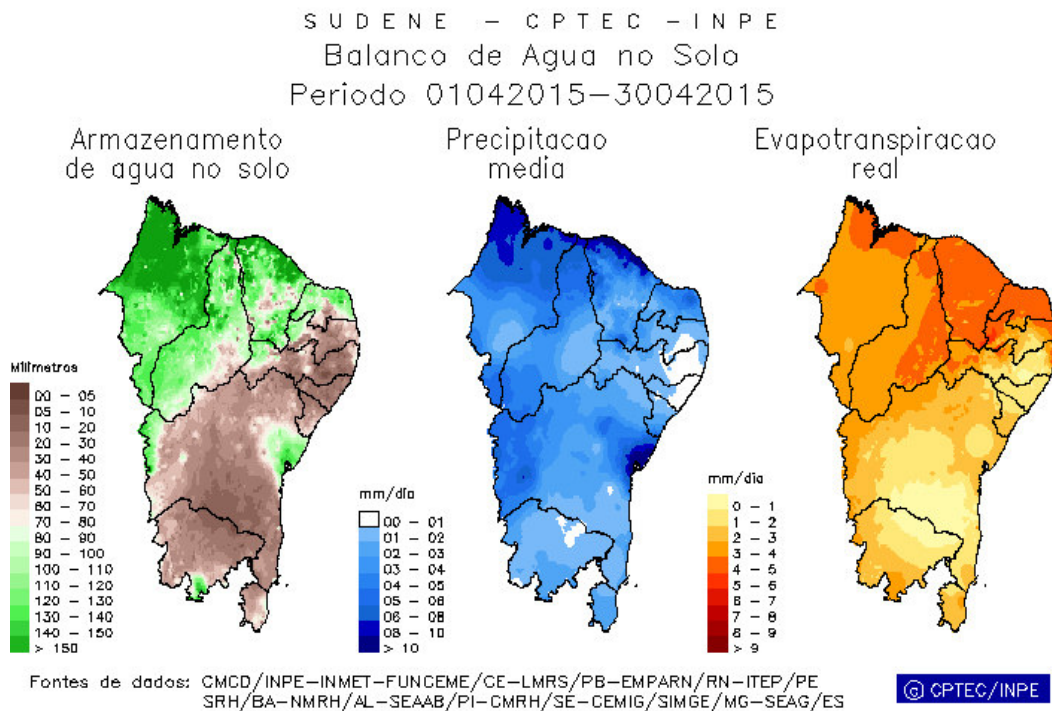 SUDENE - CPTEC -INPE
Balanco de Agua no Solo
Periodo 01042015-30042015
Armazenamento
de agua no solo
Precipitacao
media
Evapotranspiracao
real
Milimetros
00 - 05
05 - 10
10 - 20
20 - 30
30 - 40
40 - 50
50 - 60
60 - 70
70 - 80
80 - 90
90 - 100
100 - 110
110 - 120
120 - 130
130 - 140
140 - 150
> 150
mm/dia
00 - 01
01 - 02
02 - 03
03 - 04
04 - 05
05 - 06
06 - 08
08 - 10
> 10
mm/dia
0 - 1
1 - 2
2 - 3
3 - 4
4 - 5
5 - 6
6 - 7
7 - 8
8 - 9
> 9
Fontes de dados: CMCD/INPE-INMET-FUNCEME/CE-LMRS/PB-EMPARN/RN-ITEP/PE
SRH/BA-NMRH/AL-SEAAB/PI-CMRH/SE-CEMIG/SIMGE/MG-SEAG/ES
© CPTEC/INPE